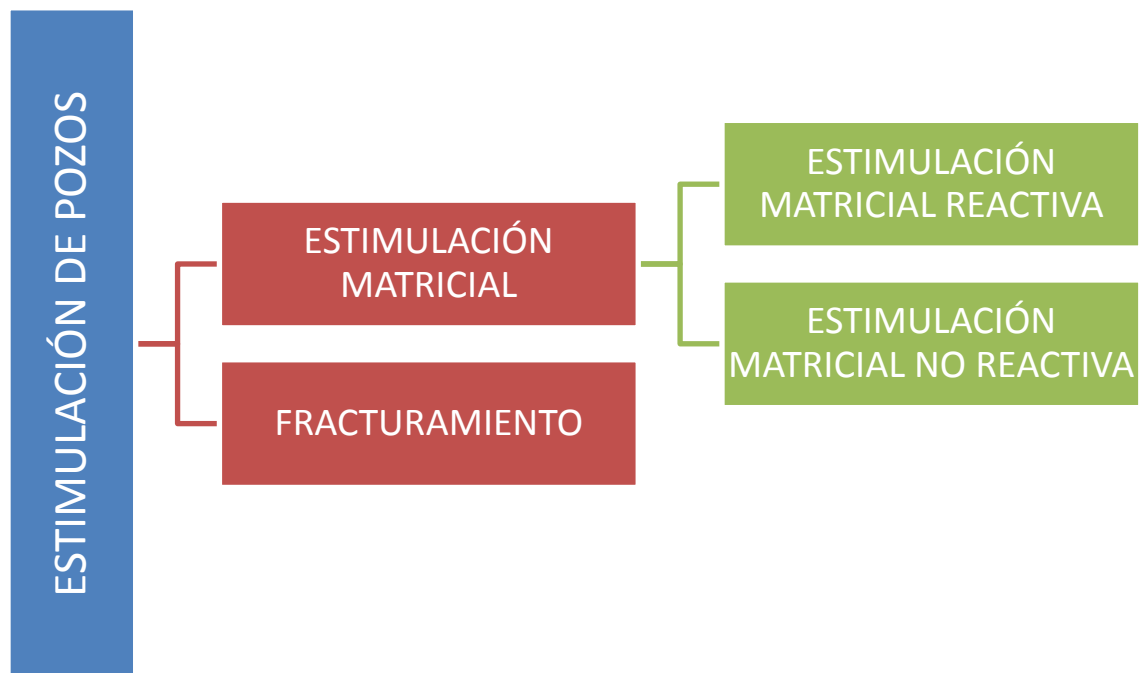 ESTIMULACIÓN DE POZOS
ESTIMULACIÓN
MATRICIAL
FRACTURAMIENTO
ESTIMULACIÓN
MATRICIAL REACTIVA
ESTIMULACIÓN
MATRICIAL NO REACTIVA